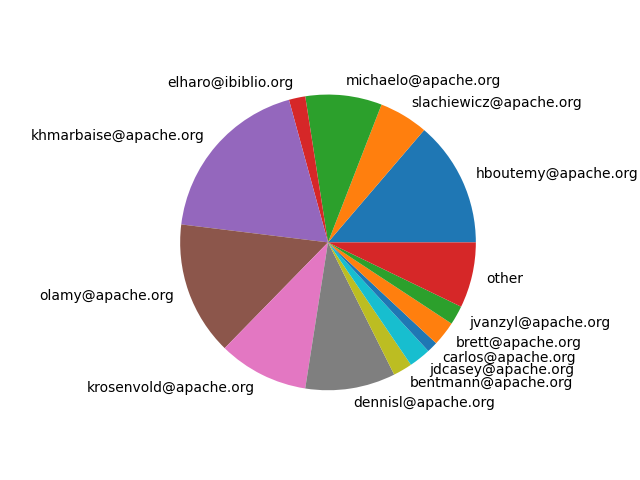 michaelo@apache.org
elharo@ibiblio.org
slachiewicz@apache.org
khmarbaise@apache.org
hboutemy@apache.org
other
olamy@apache.org
jvanzyl@apache.org
brett@apache.org
carlos@apache.org
jdcasey@apache.org
bentmann@apache.org
krosenvold@apache.org
dennisl@apache.org